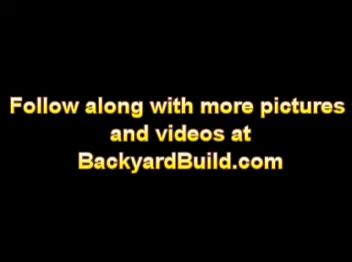 Follow along with more pictures
and videos at
BackyardBuild.com